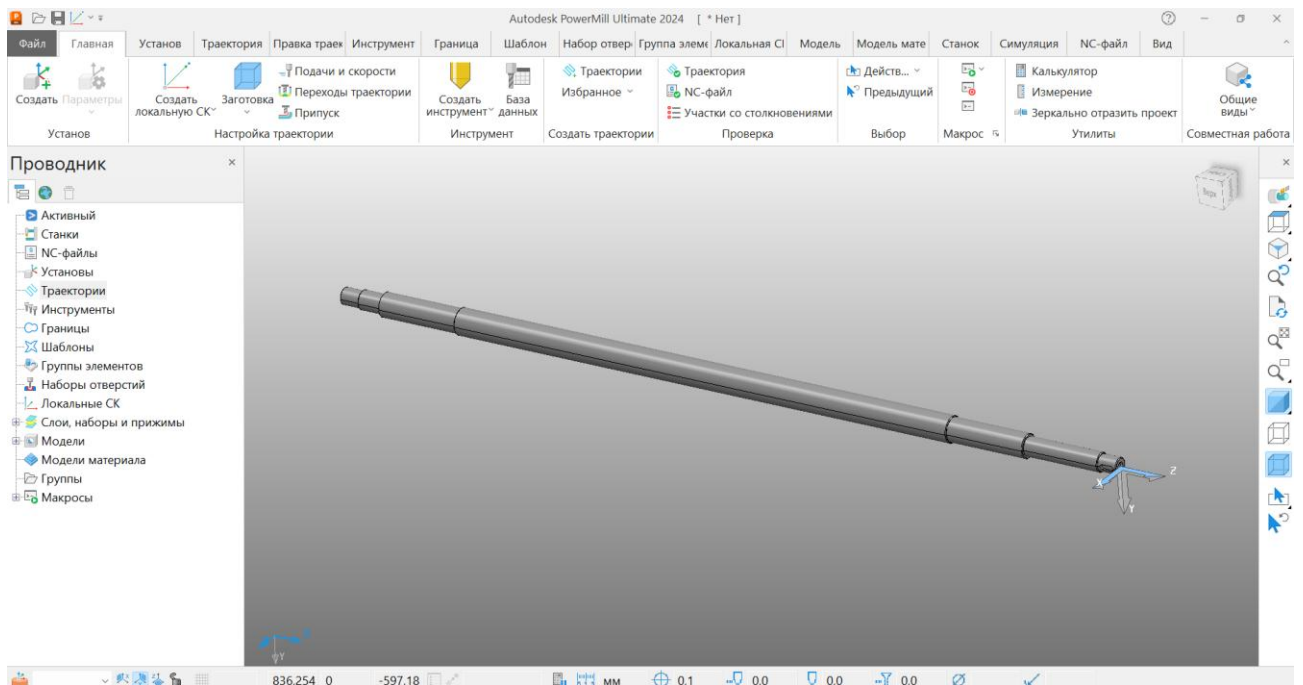 Autodesk PowerMill Ultimate 2024 [ * Нет ]
Файл Главная Установ Траектория Правка траек Инструмент Граница Шаблон Набор отвер Группа элеме Локальная СІ Модель Модель мате Станок Симуляция NC-файл Вид
Создать Параметры
Установ
Создать локальную СК
Заготовка
Подачи и скорости
Переходы траектории
Припуск
Настройка траектории
Создать инструмент
База данных
Инструмент
Траектории
Избранное
Создать траектории
Траектория
NC-файл
Участки со столкновениями
Проверка
Действ...
Предыдущий
Выбор
Макрос
Калькулятор
Измерение
Зеркально отразить проект
Утилиты
Общие виды
Совместная работа
Проводник
Активный
Станки
NC-файлы
Установы
Траектории
Инструменты
Границы
Шаблоны
Группы элементов
Наборы отверстий
Локальные СК
Слои, наборы и прижимы
Модели
Модели материала
Группы
Макросы
Верх
X
Y
Z
Y
836.254 0 -597.18 мм 0.1 0.0 0.0 0.0